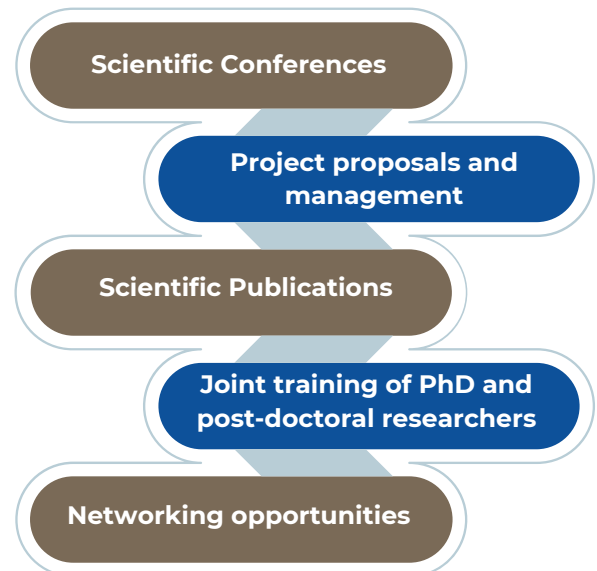 Scientific Conferences
Project proposals and
management
Scientific Publications
Joint training of PhD and
post-doctoral researchers
Networking opportunities